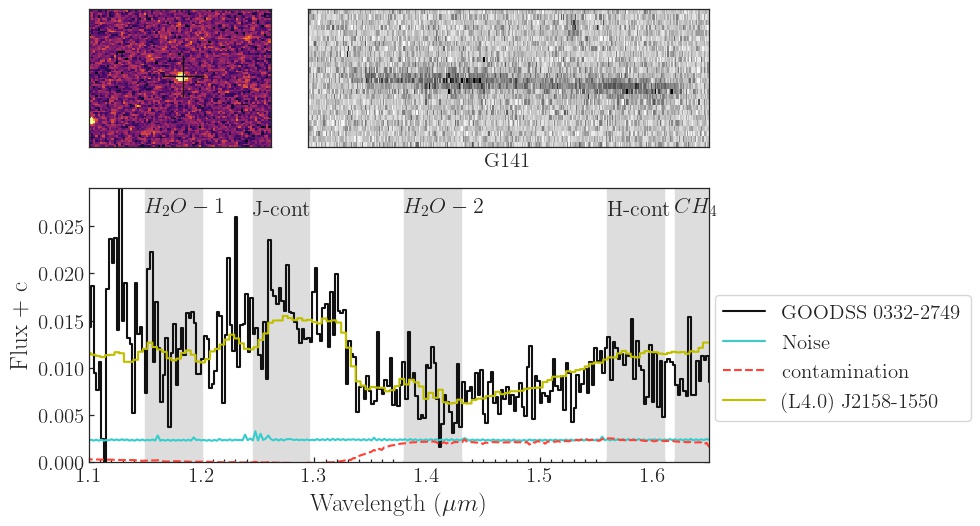 G141
H₂O − 1
J-cont
H₂O − 2
H-cont
CH₄
0.025
0.020
0.015
0.010
0.005
0.000
Flux + c
1.1
1.2
1.3
1.4
1.5
1.6
Wavelength (μm)
GOODSS 0332-2749
Noise
contamination
(L4.0) J2158-1550